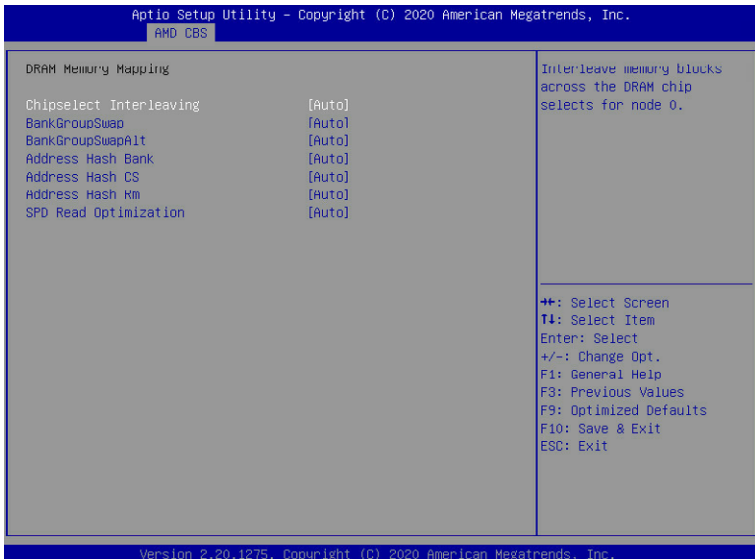 Aptio Setup Utility – Copyright (C) 2020 American Megatrends, Inc.
AMD CBS
DRAM Memory Mapping
Chipselect Interleaving [Auto]
BankGroupSwap [Auto]
BankGroupSwapAlt [Auto]
Address Hash Bank [Auto]
Address Hash CS [Auto]
Address Hash Rm [Auto]
SPD Read Optimization [Auto]
Interleave memory blocks
across the DRAM chip
selects for node 0.
→←: Select Screen
↑↓: Select Item
Enter: Select
+/-: Change Opt.
F1: General Help
F3: Previous Values
F9: Optimized Defaults
F10: Save & Exit
ESC: Exit
Version 2.20.1275. Copyright (C) 2020 American Megatrends, Inc.